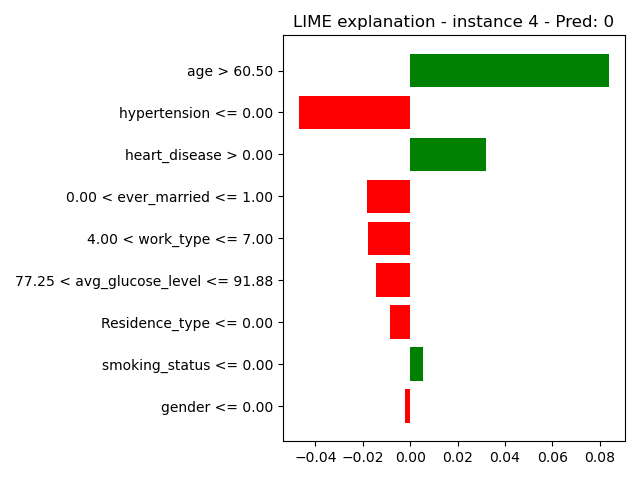 LIME explanation - instance 4 - Pred: 0
age > 60.50
hypertension <= 0.00
heart_disease > 0.00
0.00 < ever_married <= 1.00
4.00 < work_type <= 7.00
77.25 < avg_glucose_level <= 91.88
Residence_type <= 0.00
smoking_status <= 0.00
gender <= 0.00
−0.04 −0.02 0.00 0.02 0.04 0.06 0.08